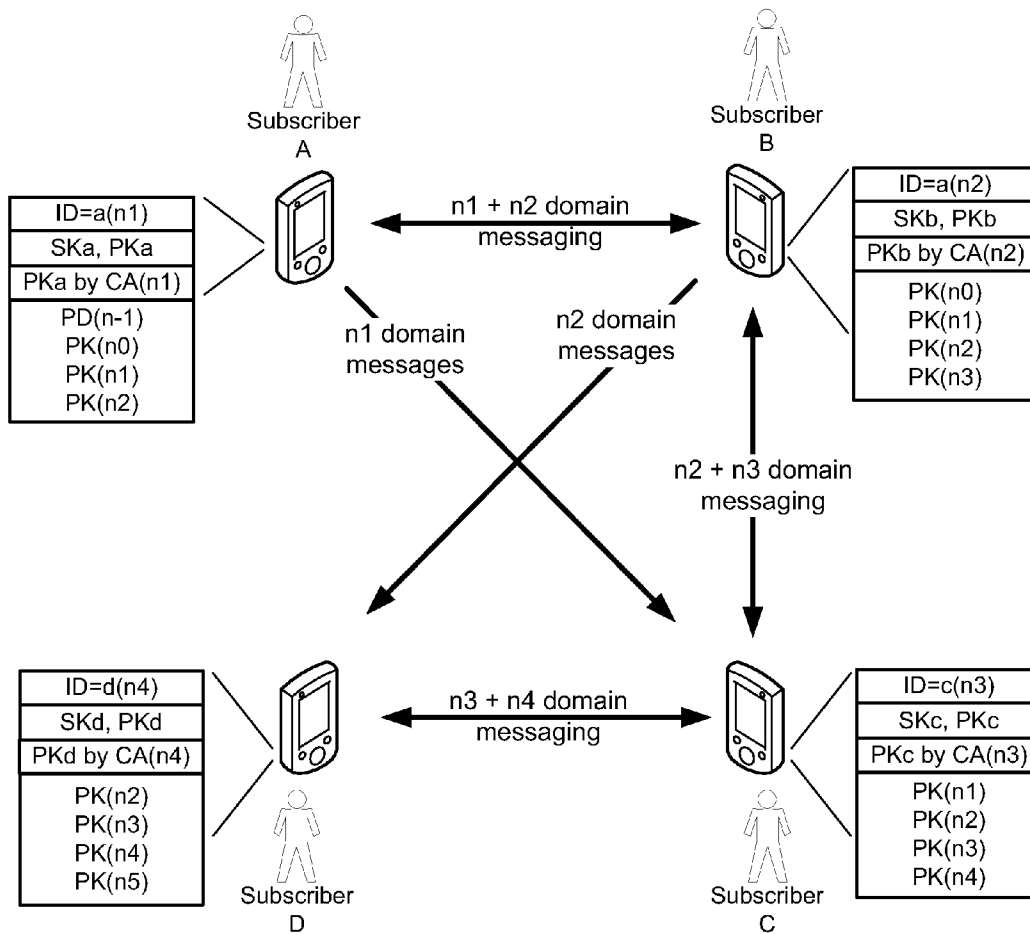 Subscriber
A
Subscriber
B
ID=a(n1)
SKa, PKa
PKa by CA(n1)
PD(n-1)
PK(n0)
PK(n1)
PK(n2)
n1 + n2 domain
messaging
ID=a(n2)
SKb, PKb
PKb by CA(n2)
PK(n0)
PK(n1)
PK(n2)
PK(n3)
n1 domain
messages
n2 domain
messages
n2 + n3 domain
messaging
ID=d(n4)
SKd, PKd
PKd by CA(n4)
PK(n2)
PK(n3)
PK(n4)
PK(n5)
n3 + n4 domain
messaging
ID=c(n3)
SKc, PKc
PKc by CA(n3)
PK(n1)
PK(n2)
PK(n3)
PK(n4)
Subscriber
D
Subscriber
C